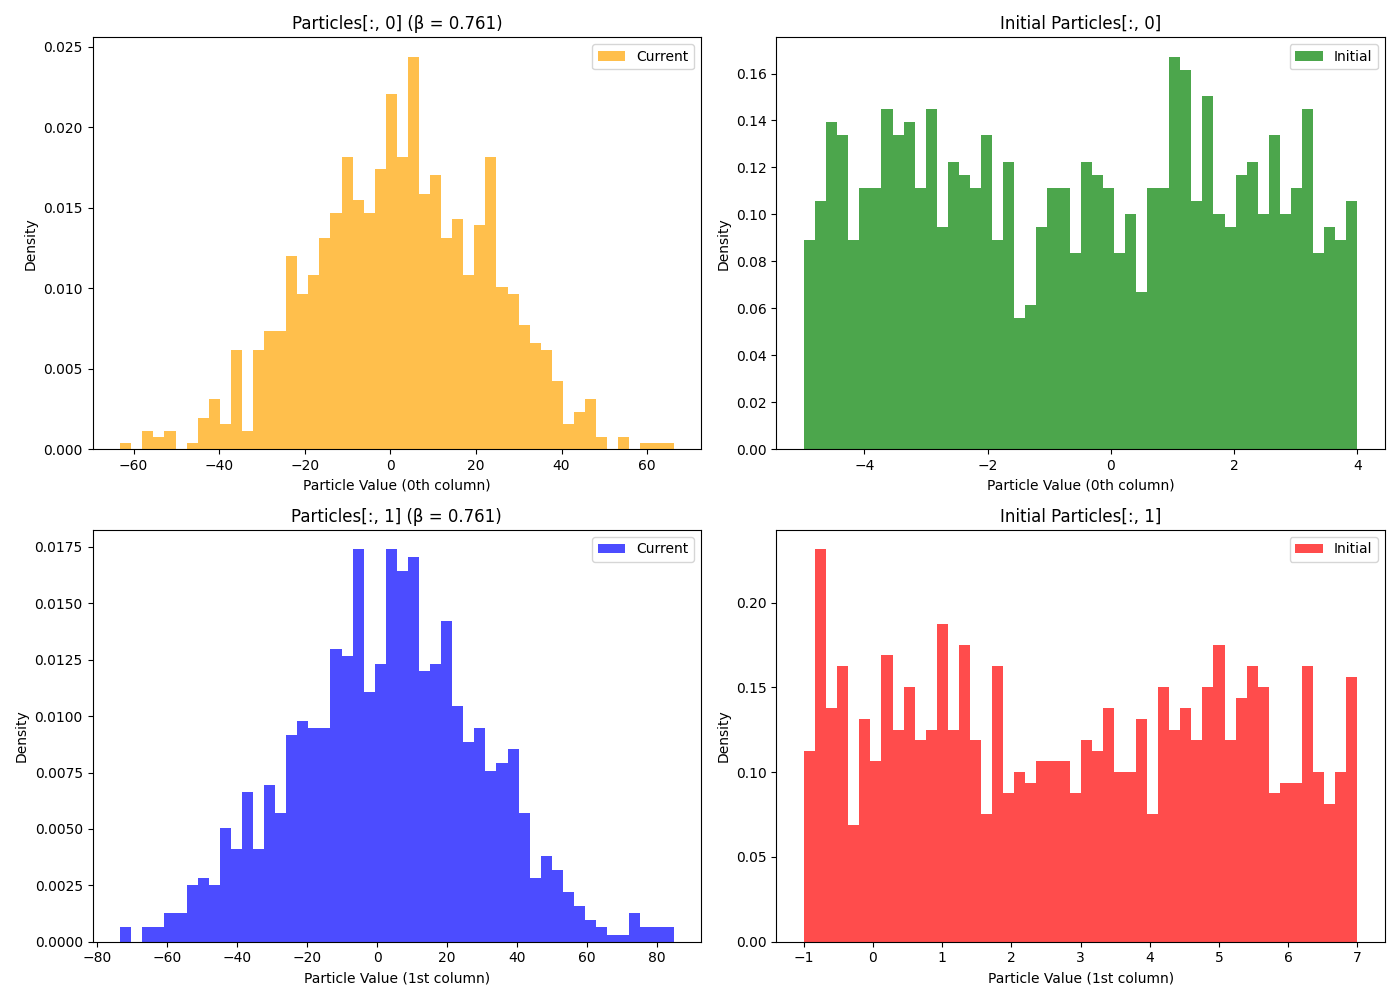 Particles[:, 0] (β = 0.761)
Current
Density
0.025
0.020
0.015
0.010
0.005
0.000
−60 −40 −20 0 20 40 60
Particle Value (0th column)
Initial Particles[:, 0]
Initial
Density
0.16
0.14
0.12
0.10
0.08
0.06
0.04
0.02
0.00
−4 −2 0 2 4
Particle Value (0th column)
Particles[:, 1] (β = 0.761)
Current
Density
0.0175
0.0150
0.0125
0.0100
0.0075
0.0050
0.0025
0.0000
−80 −60 −40 −20 0 20 40 60 80
Particle Value (1st column)
Initial Particles[:, 1]
Initial
Density
0.20
0.15
0.10
0.05
0.00
−1 0 1 2 3 4 5 6 7
Particle Value (1st column)